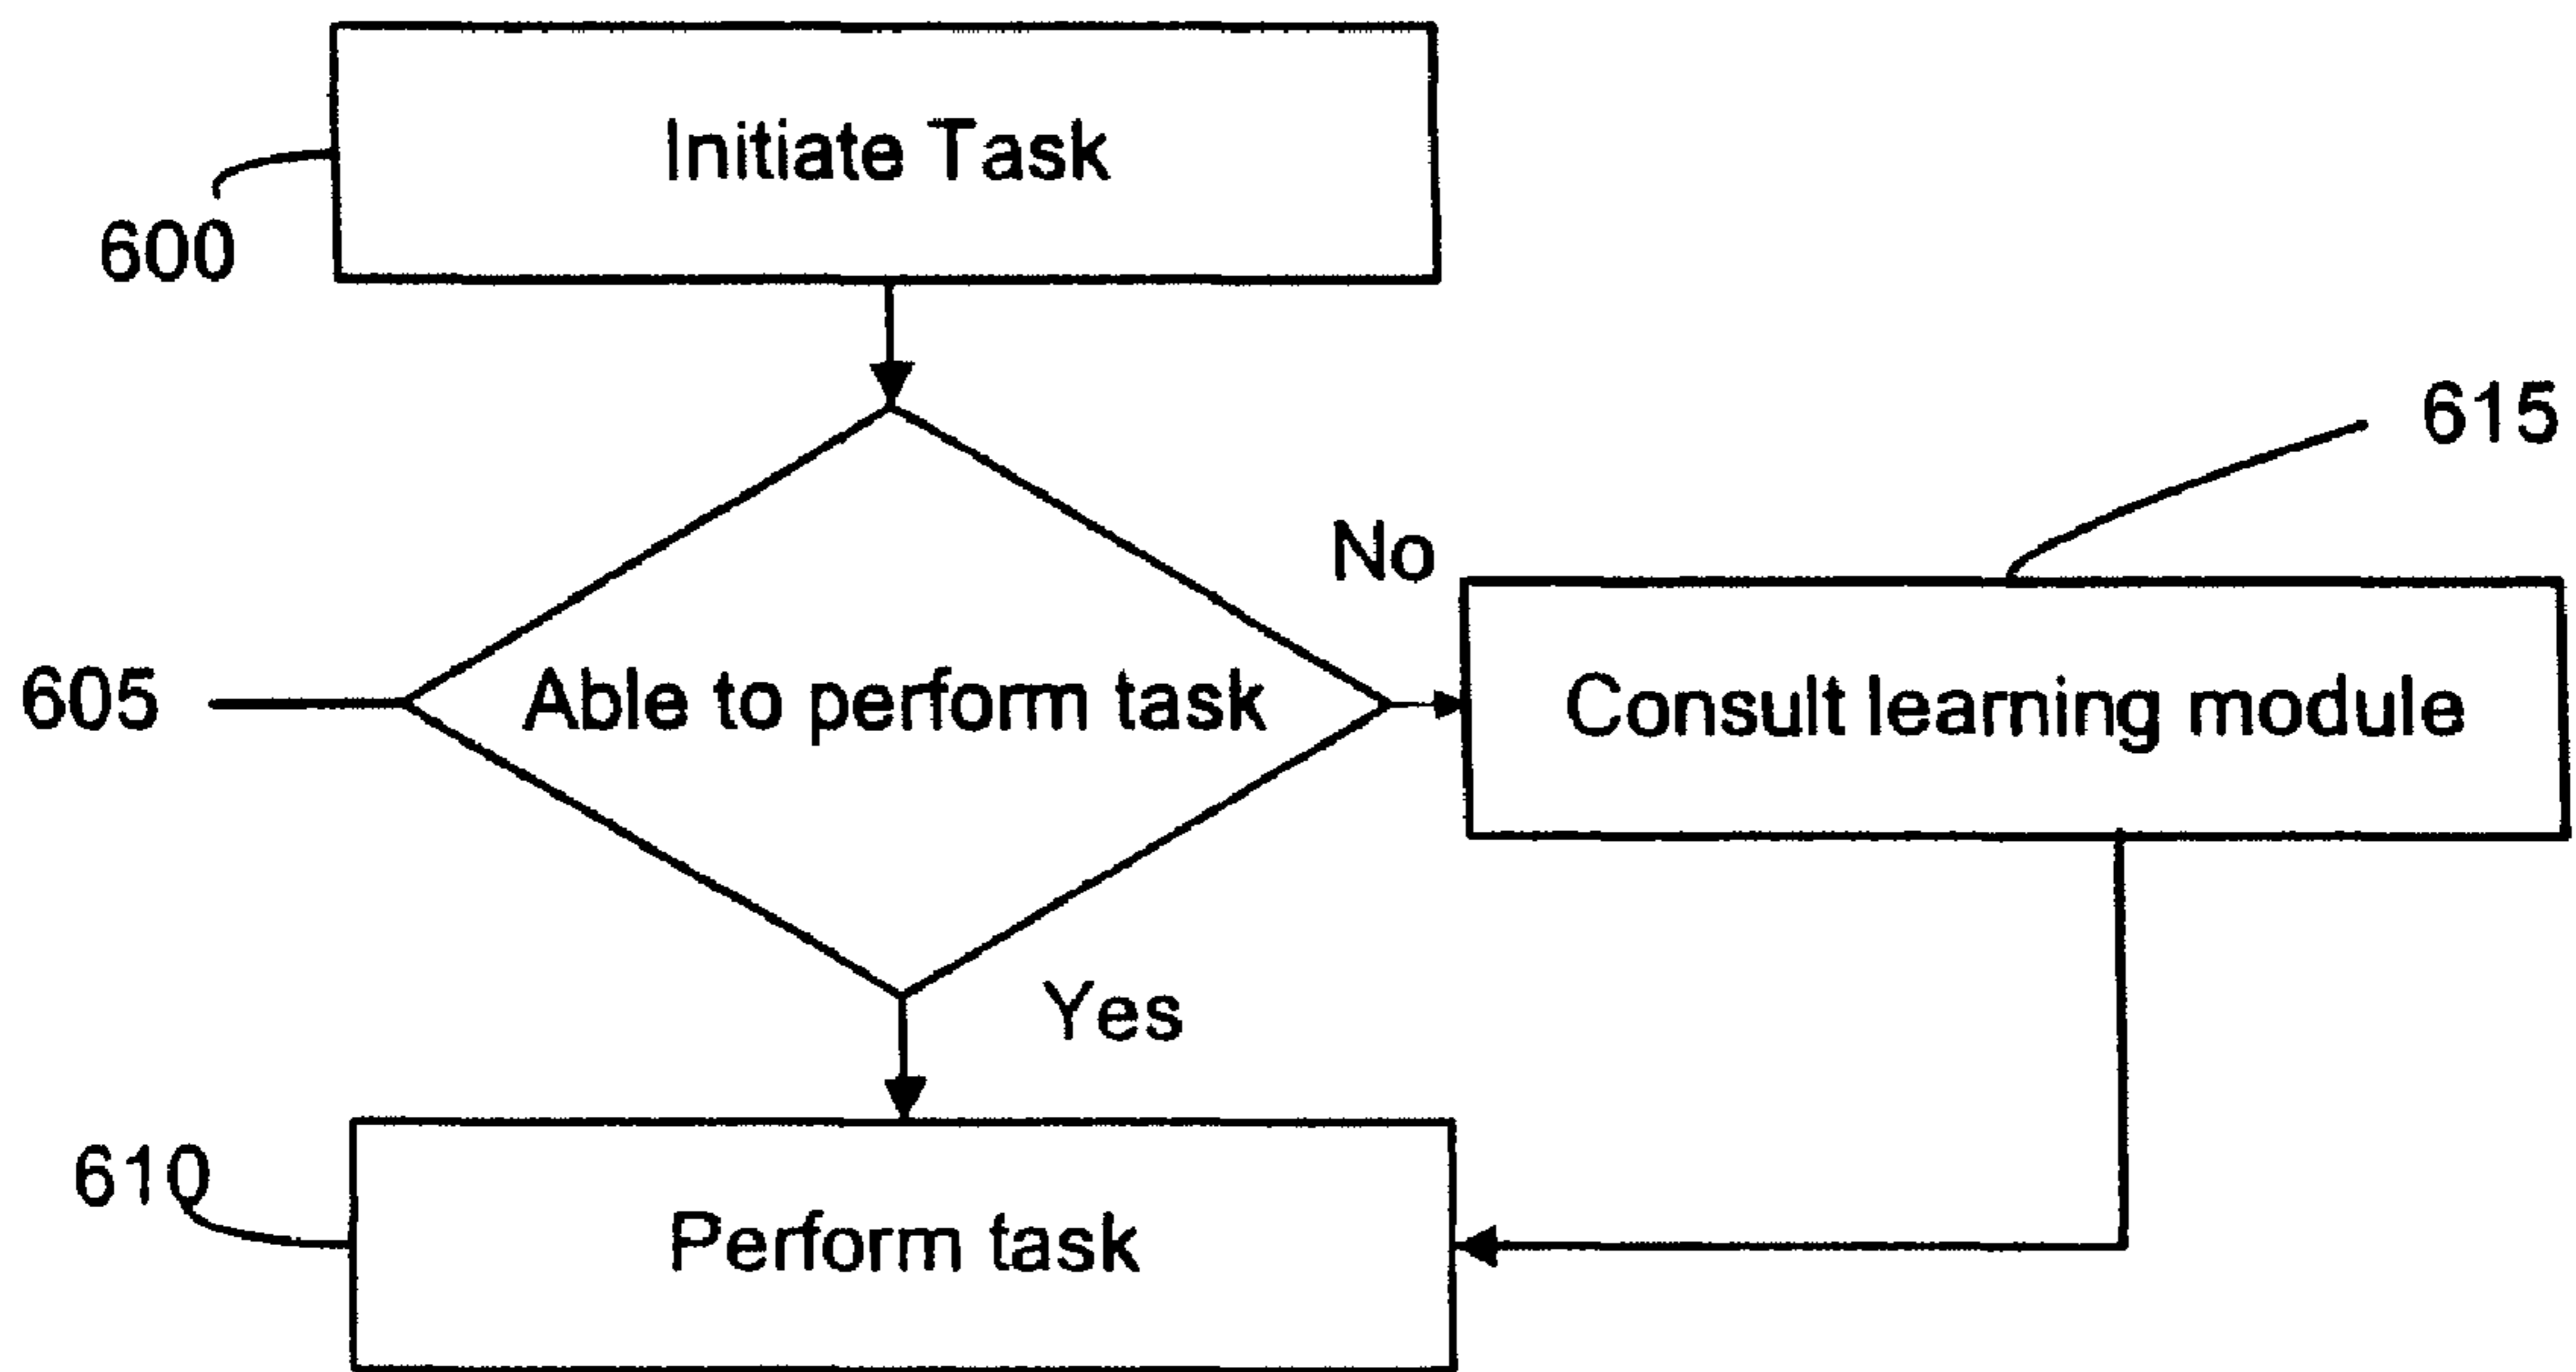 Initiate Task
600
615
No
605
Able to perform task
Consult learning module
Yes
610
Perform task